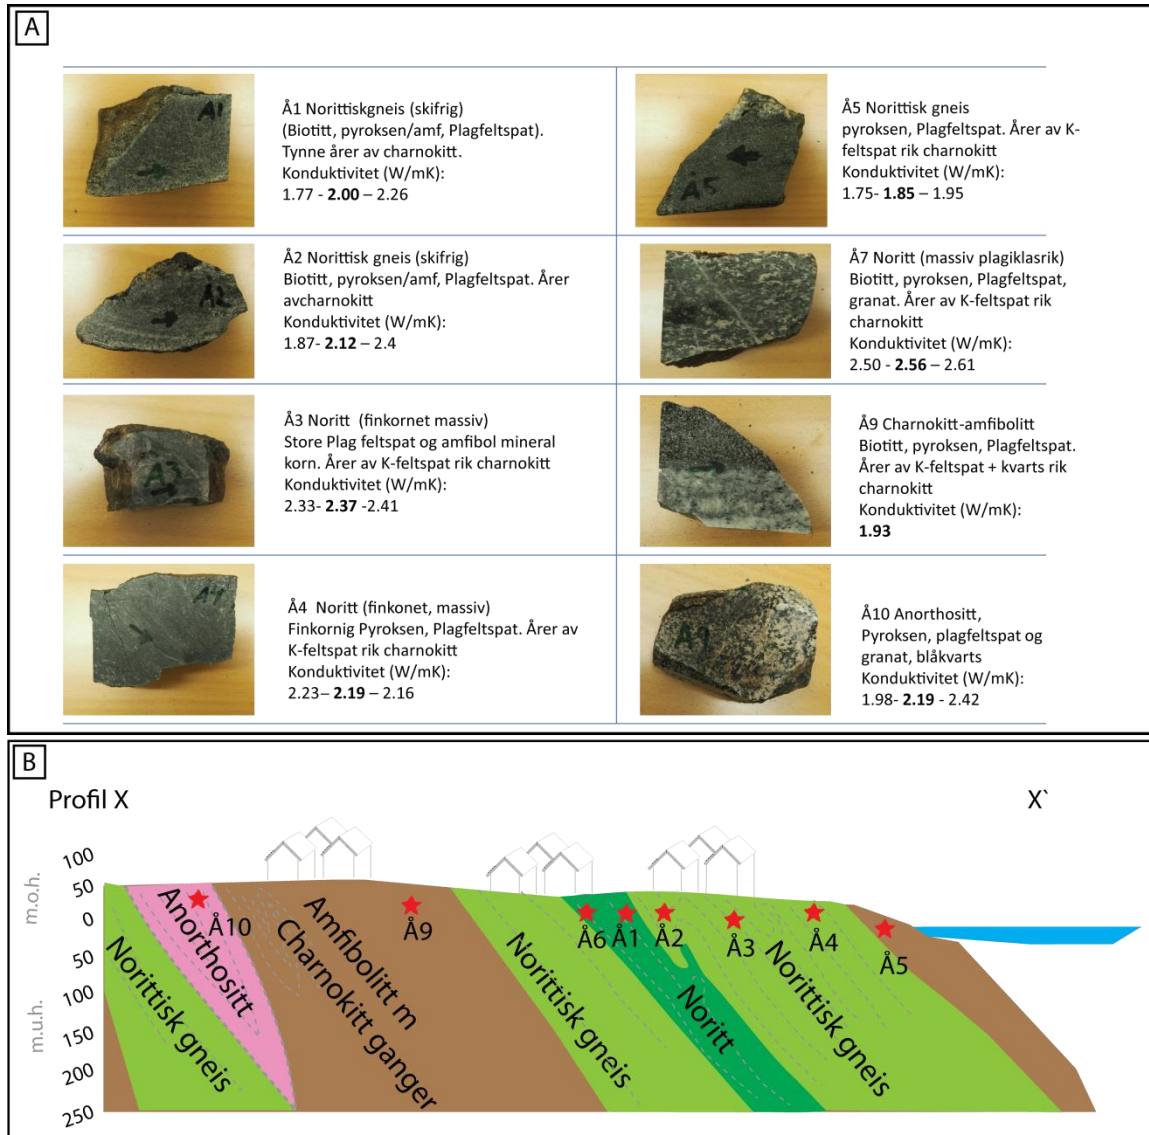 A
Å1 Norittiskgneis (skifrig)
(Biotitt, pyroksen/amf, Plagfeltspat).
Tynne årer av charnokitt.
Konduktivitet (W/mK):
1.77 - 2.00 – 2.26
Å2 Norittisk gneis (skifrig)
Biotitt, pyroksen/amf, Plagfeltspat. Årer
avcharnokitt
Konduktivitet (W/mK):
1.87- 2.12 – 2.4
Å3 Noritt (finkornet massiv)
Store Plag feltspat og amfibol mineral
korn. Årer av K-feltspat rik charnokitt
Konduktivitet (W/mK):
2.33- 2.37 -2.41
Å4 Noritt (finkonet, massiv)
Finkornig Pyroksen, Plagfeltspat. Årer av
K-feltspat rik charnokitt
Konduktivitet (W/mK):
2.23– 2.19 – 2.16
Å5 Norittisk gneis
pyroksen, Plagfeltspat. Årer av K-
feltspat rik charnokitt
Konduktivitet (W/mK):
1.75- 1.85 – 1.95
Å7 Noritt (massiv plagiklasrik)
Biotitt, pyroksen, Plagfeltspat,
granat. Årer av K-feltspat rik
charnokitt
Konduktivitet (W/mK):
2.50 - 2.56 – 2.61
Å9 Charnokitt-amfibolitt
Biotitt, pyroksen, Plagfeltspat.
Årer av K-feltspat + kvarts rik
charnokitt
Konduktivitet (W/mK):
1.93
Å10 Anorthositt,
Pyroksen, plagfeltspat og
granat, blåkvarts
Konduktivitet (W/mK):
1.98- 2.19 - 2.42
A1
A2
A3
A4
Å5
A9
B
Profil X
X`
m.o.h.
m.u.h.
100
50
0
50
100
150
200
250
Norittisk gneis
Anorthositt
Å10
Charnokitt ganger
Amfibolitt m
Å9
Norittisk gneis
Å6
Å1
Å2
Noritt
Å3
Norittisk gneis
Å4
Å5